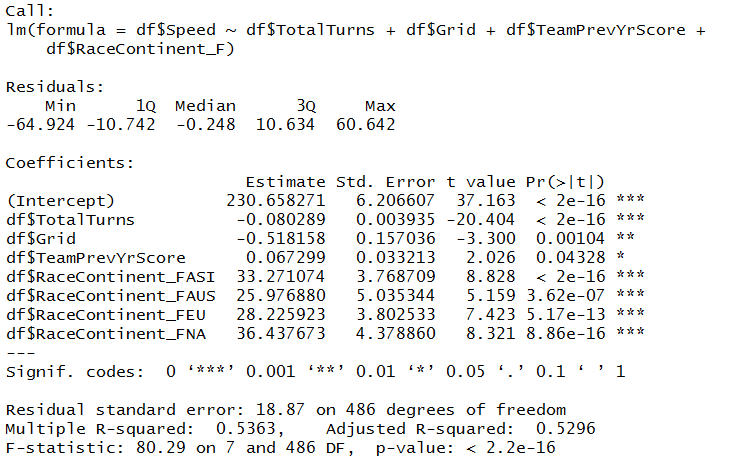 Call:
lm(formula = df$Speed ~ df$TotalTurns + df$Grid + df$TeamPrevYrScore +
    df$RaceContinent_F)

Residuals:
    Min      1Q  Median      3Q     Max
-64.924 -10.742  -0.248  10.634  60.642

Coefficients:
                        Estimate Std. Error t value Pr(>|t|)
(Intercept)           230.658271   6.206607  37.163  < 2e-16 ***
df$TotalTurns          -0.080289   0.003935 -20.404  < 2e-16 ***
df$Grid                -0.518158   0.157036  -3.300  0.00104 **
df$TeamPrevYrScore      0.067299   0.033213   2.026  0.04328 *
df$RaceContinent_FASI  33.271074   3.768709   8.828  < 2e-16 ***
df$RaceContinent_FAUS  25.976880   5.035344   5.159 3.62e-07 ***
df$RaceContinent_FEU   28.225923   3.802533   7.423 5.17e-13 ***
df$RaceContinent_FNA   36.437673   4.378860   8.321 8.86e-16 ***
---
Signif. codes:  0 ‘***’ 0.001 ‘**’ 0.01 ‘*’ 0.05 ‘.’ 0.1 ‘ ’ 1

Residual standard error: 18.87 on 486 degrees of freedom
Multiple R-squared:  0.5363,    Adjusted R-squared:  0.5296
F-statistic: 80.29 on 7 and 486 DF,  p-value: < 2.2e-16